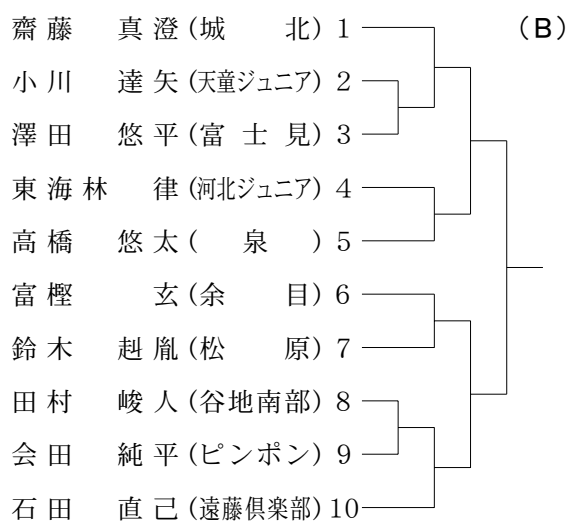 齋藤 真澄 (城 北) 1 (B)
小川 達矢 (天童ジュニア) 2
澤田 悠平 (富士見) 3
東海林 律 (河北ジュニア) 4
高橋 悠太 (泉) 5
富樫 玄 (余 目) 6
鈴木 赳胤 (松 原) 7
田村 峻人 (谷地南部) 8
会田 純平 (ピンポン) 9
石田 直己 (遠藤倶楽部) 10